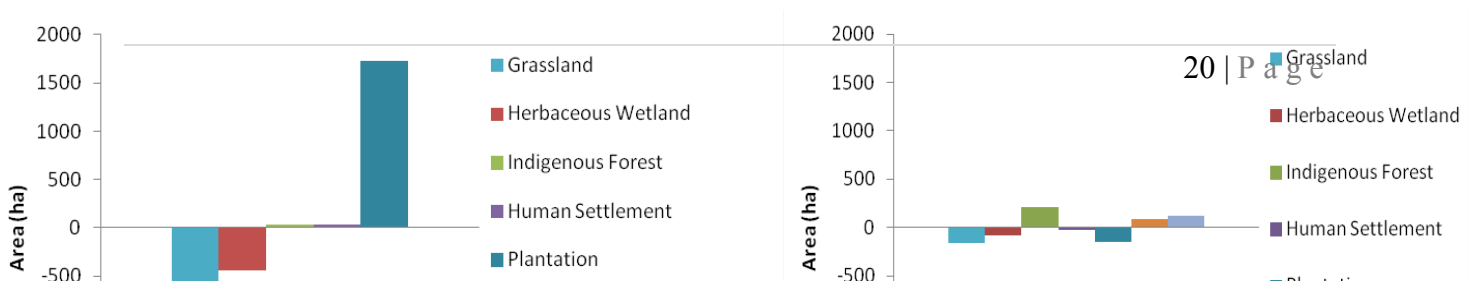 2000
1500
1000
500
0
-500
Area (ha)
Grassland
Herbaceous Wetland
Indigenous Forest
Human Settlement
Plantation
20 | P a g e
2000
1500
1000
500
0
-500
Area (ha)
Grassland
Herbaceous Wetland
Indigenous Forest
Human Settlement